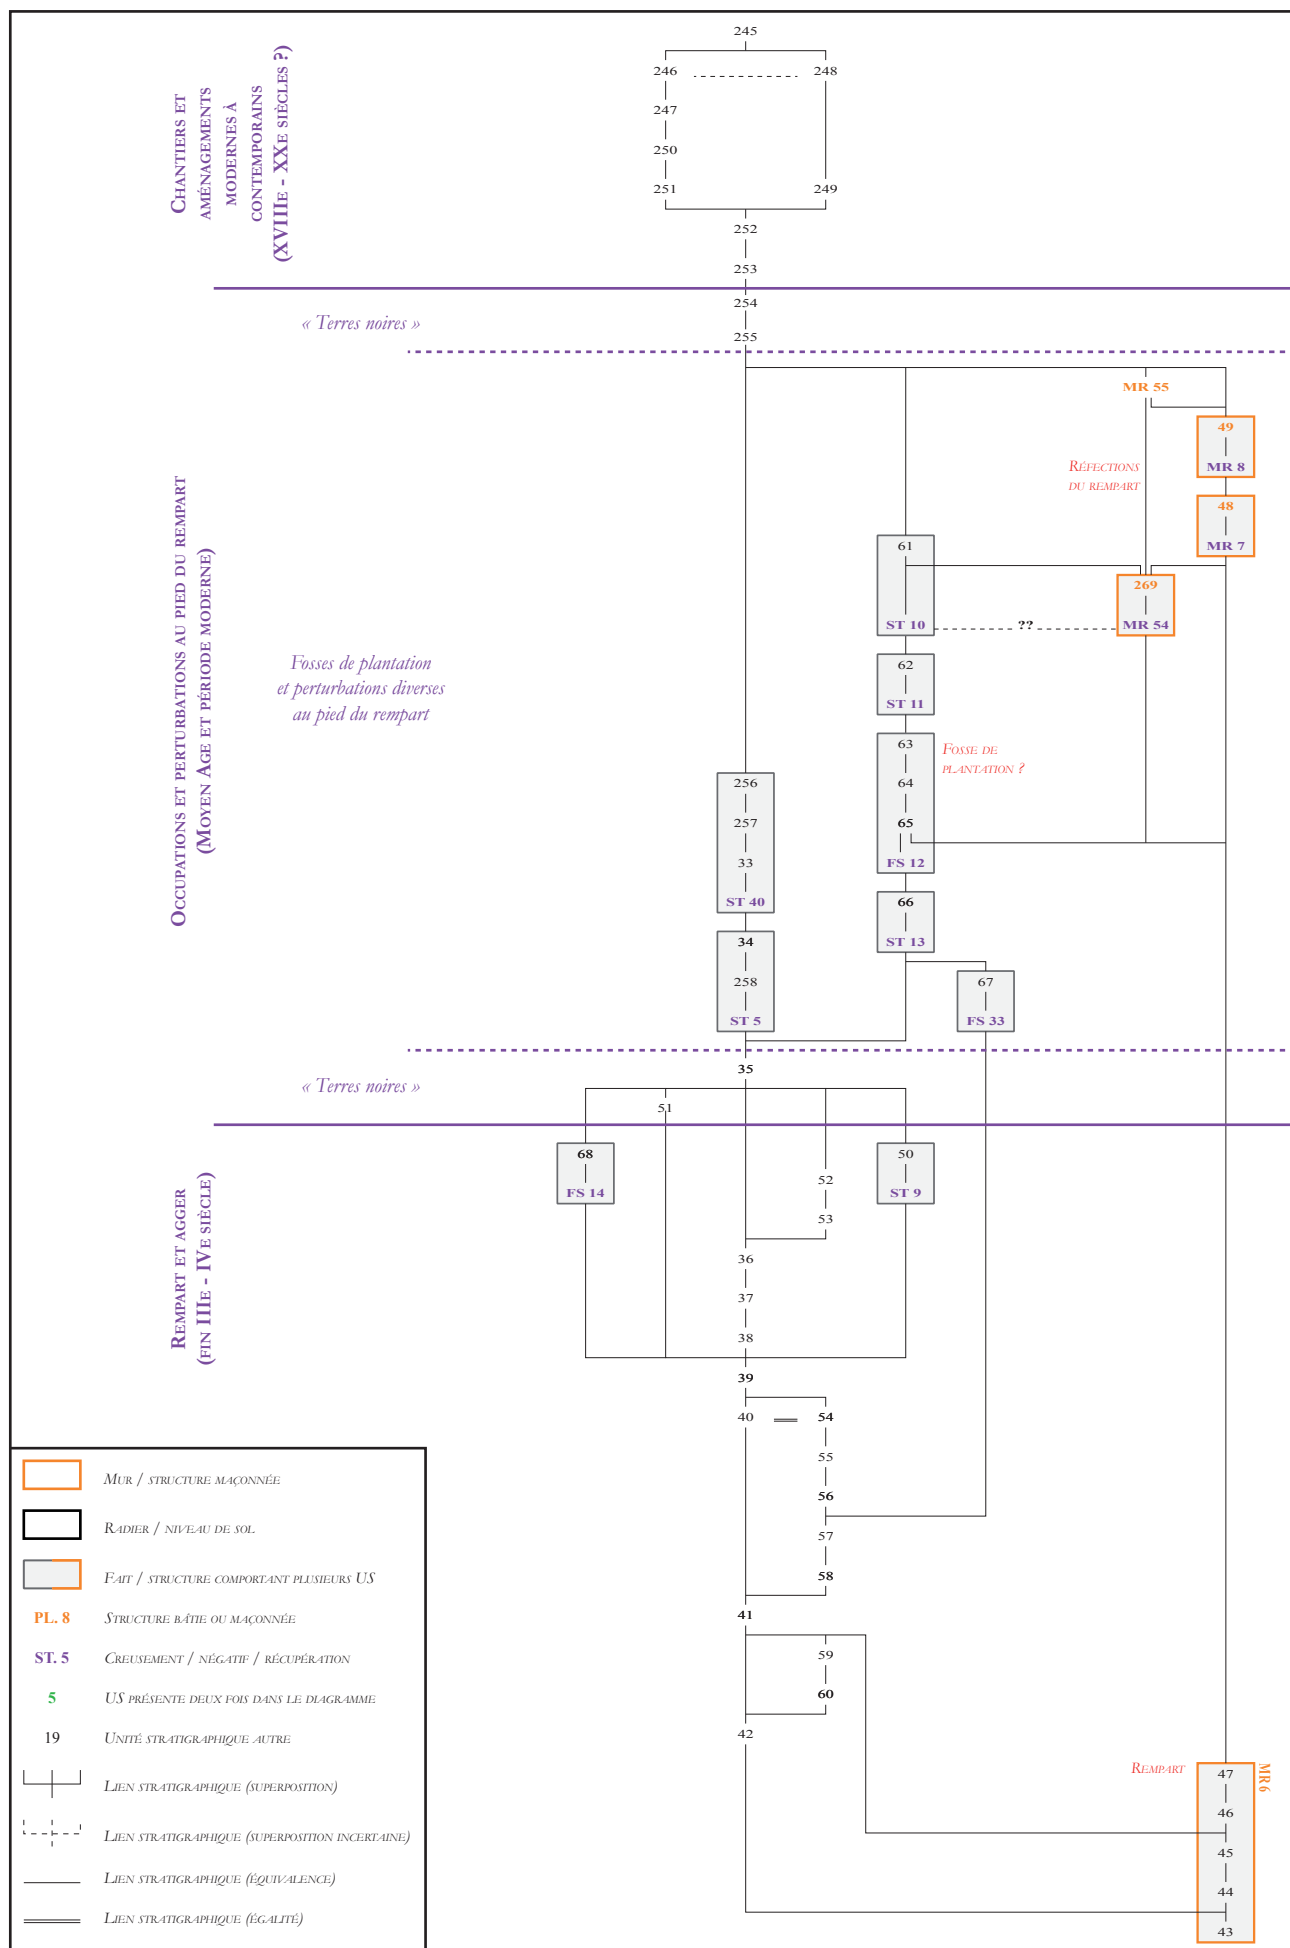 CHANTIERS ET
AMÉNAGEMENTS
MODERNES À
CONTEMPORAINS
(XVIIIE - XXE SIÈCLES ?)
245
246 248
247
250
251 249
252
253
254
« Terres noires »
255
OCCUPATIONS ET PERTURBATIONS AU PIED DU REMPART
(MOYEN AGE ET PÉRIODE MODERNE)
MR 55
49
RÉFECTIONS
DU REMPART
MR 8
48
MR 7
61
269
ST 10 ?? MR 54
Fosses de plantation
et perturbations diverses
au pied du rempart
62
ST 11
63
FOSSE DE
PLANTATION ?
256 64
257 65
33 FS 12
ST 40 66
34 ST 13
258 67
ST 5 FS 33
35
« Terres noires »
51
REMPART ET AGGER
(FIN IIIE - IVE SIÈCLE)
68 50
52
FS 14 ST 9
53
36
37
38
39
40 54
55
56
57
58
41
59
60
42
REMPART
47
MR 6
46
45
44
43
MUR / STRUCTURE MAÇONNÉE
RADIER / NIVEAU DE SOL
FAIT / STRUCTURE COMPORTANT PLUSIEURS US
PL. 8 STRUCTURE BÂTIE OU MAÇONNÉE
ST. 5 CREUSEMENT / NÉGATIF / RÉCUPÉRATION
5 US PRÉSENTE DEUX FOIS DANS LE DIAGRAMME
19 UNITÉ STRATIGRAPHIQUE AUTRE
LIEN STRATIGRAPHIQUE (SUPERPOSITION)
LIEN STRATIGRAPHIQUE (SUPERPOSITION INCERTAINE)
LIEN STRATIGRAPHIQUE (ÉQUIVALENCE)
LIEN STRATIGRAPHIQUE (ÉGALITÉ)